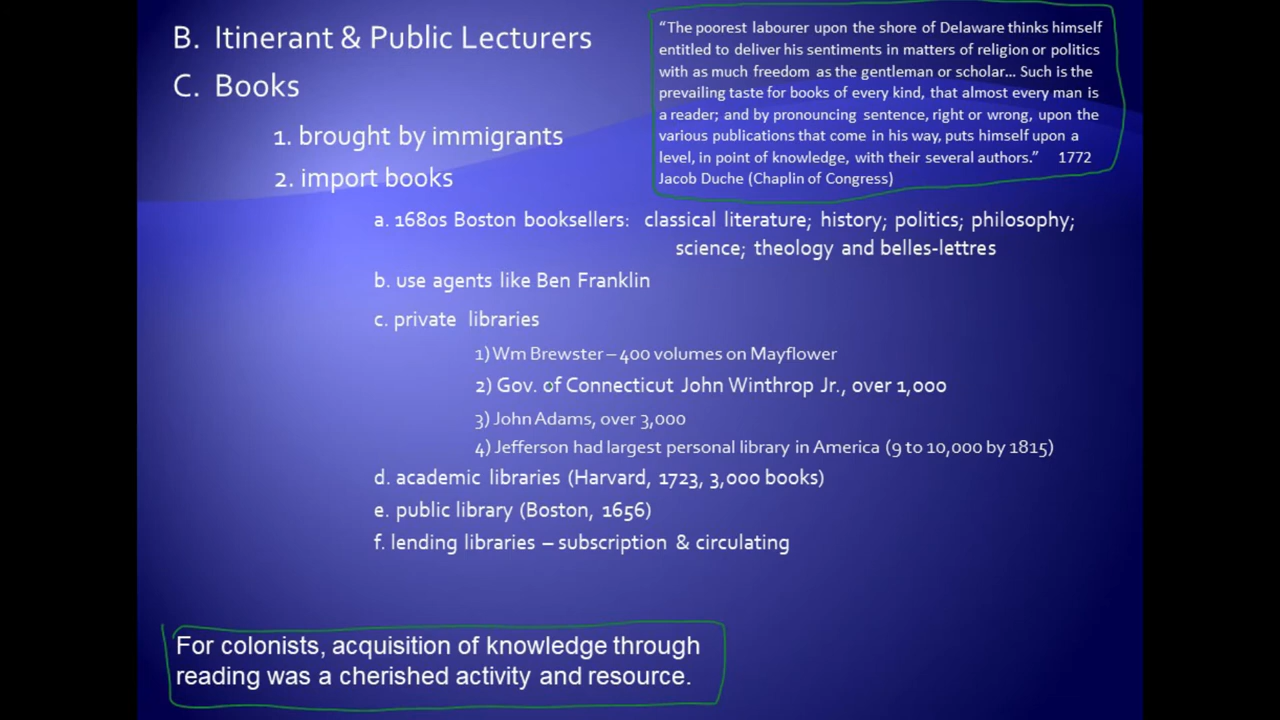 B. Itinerant & Public Lecturers
C. Books
1. brought by immigrants
2. import books
"The poorest labourer upon the shore of Delaware thinks himself
entitled to deliver his sentiments in matters of religion or politics
with as much freedom as the gentleman or scholar... Such is the
prevailing taste for books of every kind, that almost every man is
a reader; and by pronouncing sentence, right or wrong, upon the
various publications that come in his way, puts himself upon a
level, in point of knowledge, with their several authors." 1772
Jacob Duche (Chaplin of Congress)
a. 1680s Boston booksellers: classical literature; history; politics; philosophy;
science; theology and belles-lettres
b. use agents like Ben Franklin
c. private libraries
1) Wm Brewster – 400 volumes on Mayflower
2) Gov. of Connecticut John Winthrop Jr., over 1,000
3) John Adams, over 3,000
4) Jefferson had largest personal library in America (9 to 10,000 by 1815)
d. academic libraries (Harvard, 1723, 3,000 books)
e. public library (Boston, 1656)
f. lending libraries – subscription & circulating
For colonists, acquisition of knowledge through
reading was a cherished activity and resource.